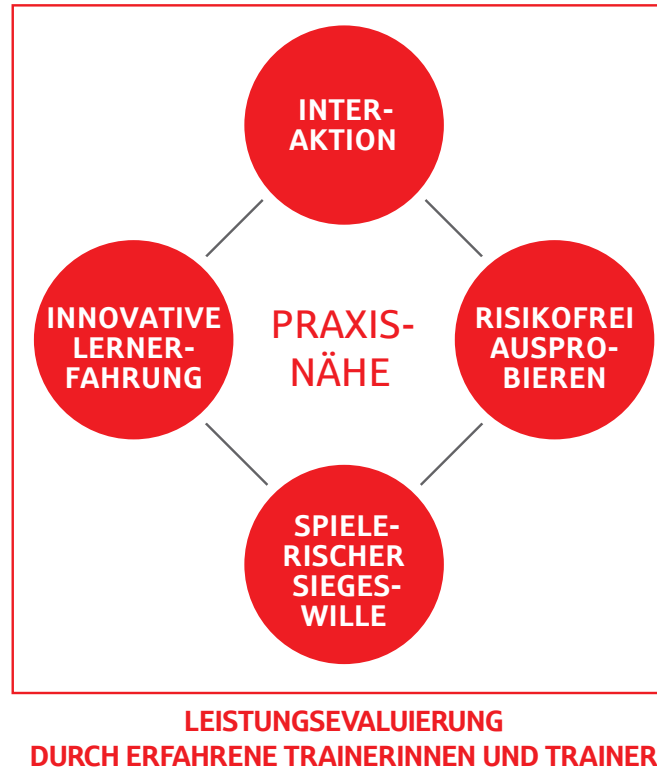 INTER-
AKTION
INNOVATIVE
LERNER-
FAHRUNG
PRAXIS-
NÄHE
RISIKOFREI
AUSPRO-
BIEREN
SPIELE-
RISCHER
SIEGES-
WILLE
LEISTUNGSEVALUIERUNG
DURCH ERFAHRENE TRAINERINNEN UND TRAINER